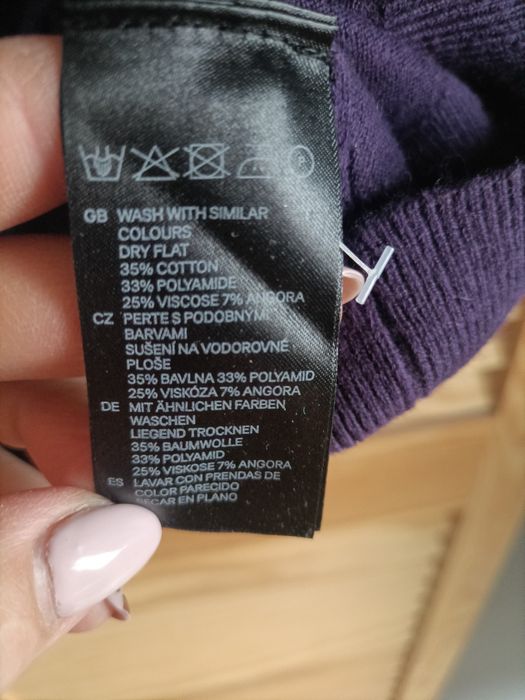 GB WASH WITH SIMILAR
COLOURS
DRY FLAT
35% COTTON
33% POLYAMIDE
25% VISCOSE 7% ANGORA
CZ PERTE S PODOBNÝMI
BARVAMI
SUŠENÍ NA VODOROVNÉ
PLOŠE
35% BAVLNA 33% POLYAMID
25% VISKÓZA 7% ANGORA
DE MIT ÄHNLICHEN FARBEN
WASCHEN
LIEGEND TROCKNEN
35% BAUMWOLLE
33% POLYAMID
25% VISKOSE 7% ANGORA
ES LAVAR CON PRENDAS DE
COLOR PARECIDO
SECAR EN PLANO